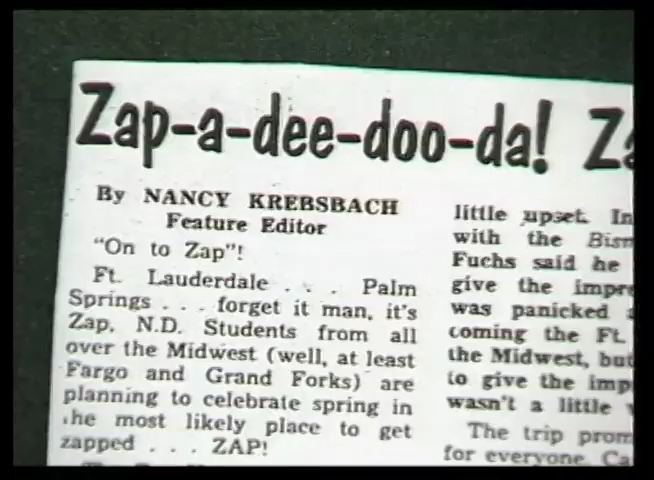 Zap-a-dee-doo-da!
By NANCY KREBSBACH
Feature Editor
"On to Zap"!
Ft. Lauderdale . . . Palm
Springs . . . forget it man, it's
Zap, N.D. Students from all
over the Midwest (well, at least
Fargo and Grand Forks) are
planning to celebrate spring in
the most likely place to get
zapped . . . ZAP!
little upset. In
with the Bism
Fuchs said he
give the impre
was panicked
coming the Ft.
the Midwest, but
to give the imp
wasn't a little
The trip prom
for everyone. Ca